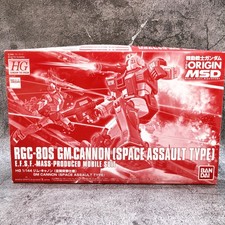 HG
機動戦士ガンダム
THE ORIGIN
MSD
RGC-80S GM CANNON [SPACE ASSAULT TYPE]
E.F.S.F. MASS-PRODUCED MOBILE SUIT
HG 1/144 ジム・キャノン（空間突撃仕様）
GM CANNON (SPACE ASSAULT TYPE)
BANDAI